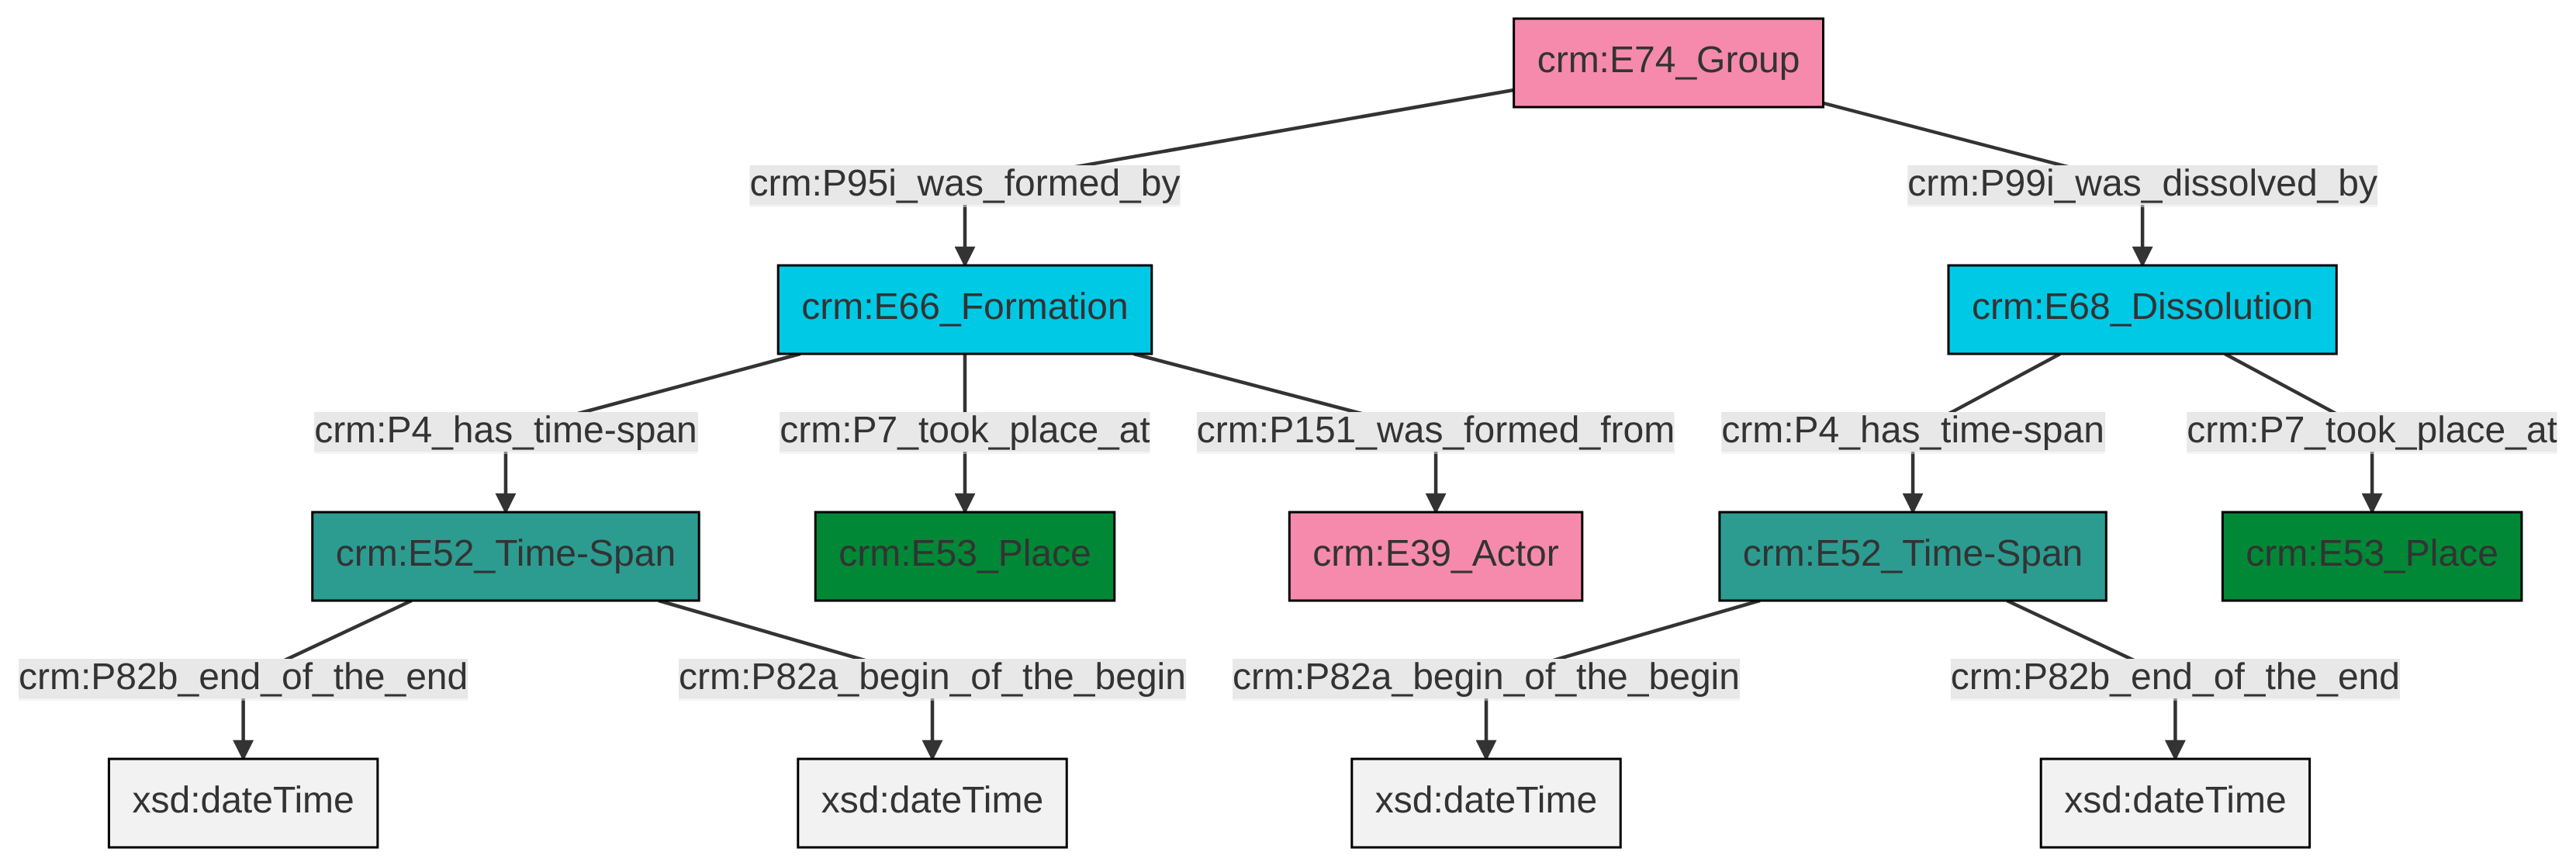 crm:E74_Group
crm:P95i_was_formed_by
crm:P99i_was_dissolved_by
crm:E66_Formation
crm:E68_Dissolution
crm:P4_has_time-span
crm:P7_took_place_at
crm:P151_was_formed_from
crm:P4_has_time-span
crm:P7_took_place_at
crm:E52_Time-Span
crm:E53_Place
crm:E39_Actor
crm:E52_Time-Span
crm:E53_Place
crm:P82b_end_of_the_end
crm:P82a_begin_of_the_begin
crm:P82a_begin_of_the_begin
crm:P82b_end_of_the_end
xsd:dateTime
xsd:dateTime
xsd:dateTime
xsd:dateTime